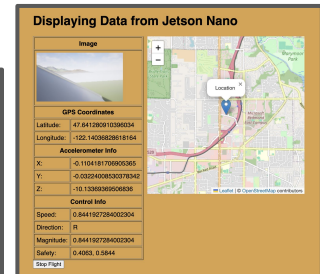 Displaying Data from Jetson Nano
Image
GPS Coordinates
Latitude: 47.641280910396034
Longitude: -122.14036828618164
Accelerometer Info
X: -0.1104181706905365
Y: -0.03224008530378342
Z: -10.13369369506836
Control Info
Speed: 0.8441927284002304
Direction: R
Magnitude: 0.8441927284002304
Safety: 0.4063, 0.5844
Stop Flight
+
−
Location
×
Leaflet | © OpenStreetMap contributors